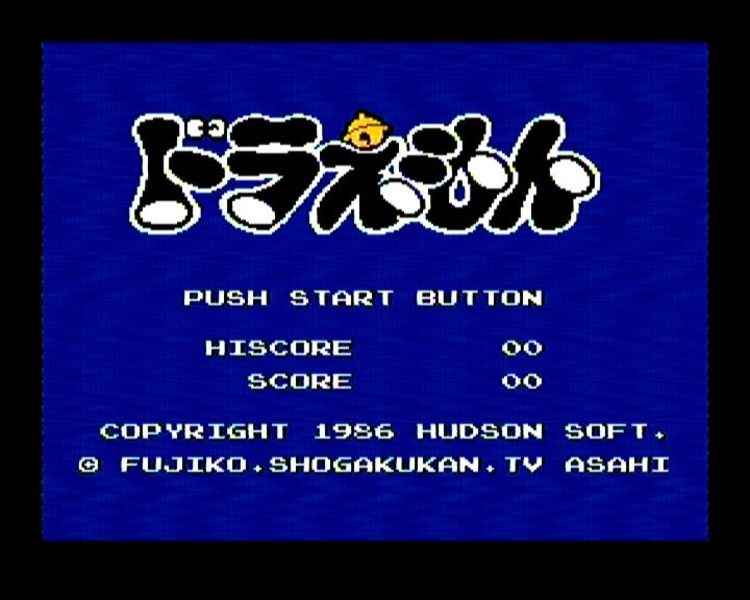 ドラえもん
PUSH START BUTTON
HISCORE 00
SCORE 00
COPYRIGHT 1986 HUDSON SOFT.
© FUJIKO.SHOGAKUKAN.TV ASAHI